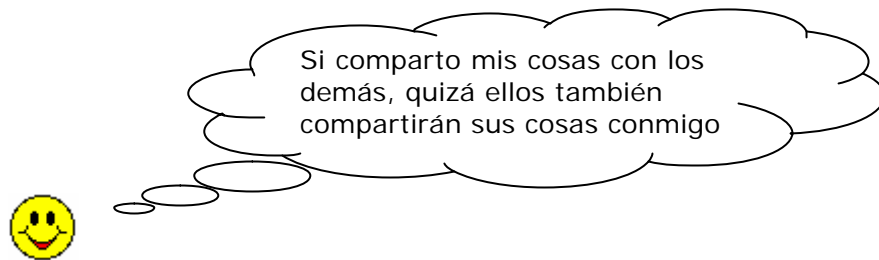 Si comparto mis cosas con los
demás, quizá ellos también
compartirán sus cosas conmigo